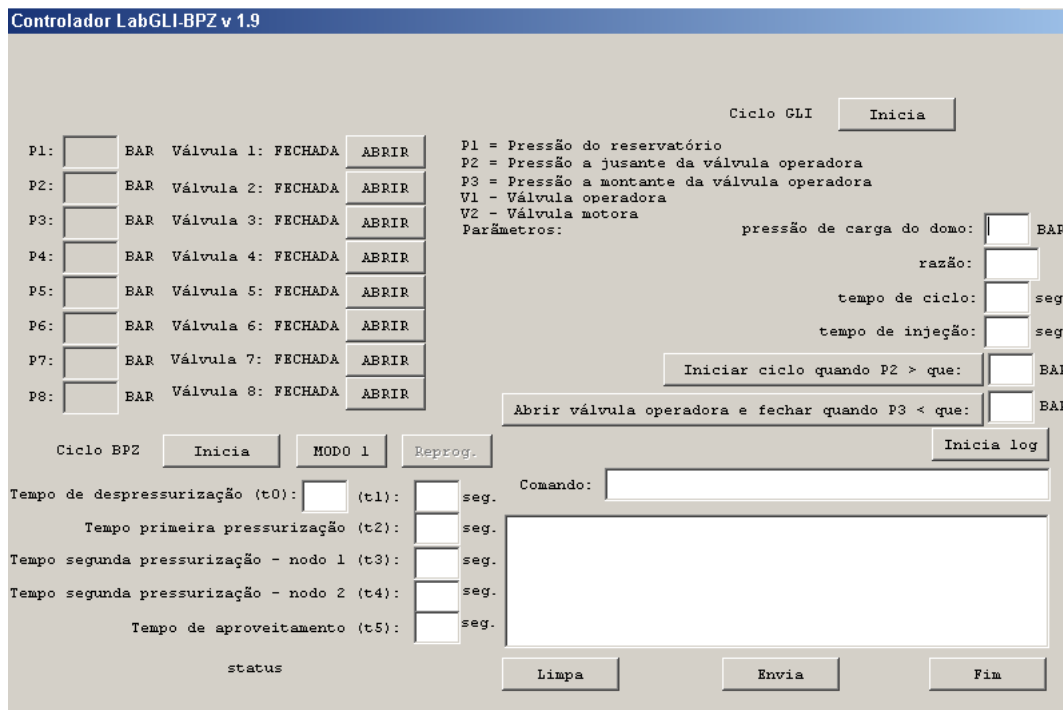 Controlador LabGLI-BPZ v 1.9
Ciclo GLI Inicia
P1: BAR Válvula 1: FECHADA ABRIR
P2: BAR Válvula 2: FECHADA ABRIR
P3: BAR Válvula 3: FECHADA ABRIR
P4: BAR Válvula 4: FECHADA ABRIR
P5: BAR Válvula 5: FECHADA ABRIR
P6: BAR Válvula 6: FECHADA ABRIR
P7: BAR Válvula 7: FECHADA ABRIR
P8: BAR Válvula 8: FECHADA ABRIR
P1 = Pressão do reservatório
P2 = Pressão a jusante da válvula operadora
P3 = Pressão a montante da válvula operadora
V1 - Válvula operadora
V2 - Válvula motora
Parâmetros: pressão de carga do domo: BAR
razão:
tempo de ciclo: seg
tempo de injeção: seg
Iniciar ciclo quando P2 > que: BAR
Abrir válvula operadora e fechar quando P3 < que: BAR
Inicia log
Ciclo BPZ Inicia MODO 1 Reprog.
Tempo de despressurização (t0): (t1): seg.
Tempo primeira pressurização (t2): seg.
Tempo segunda pressurização - nodo 1 (t3): seg.
Tempo segunda pressurização - nodo 2 (t4): seg.
Tempo de aproveitamento (t5): seg.
status
Comando:
Limpa Envia Fim